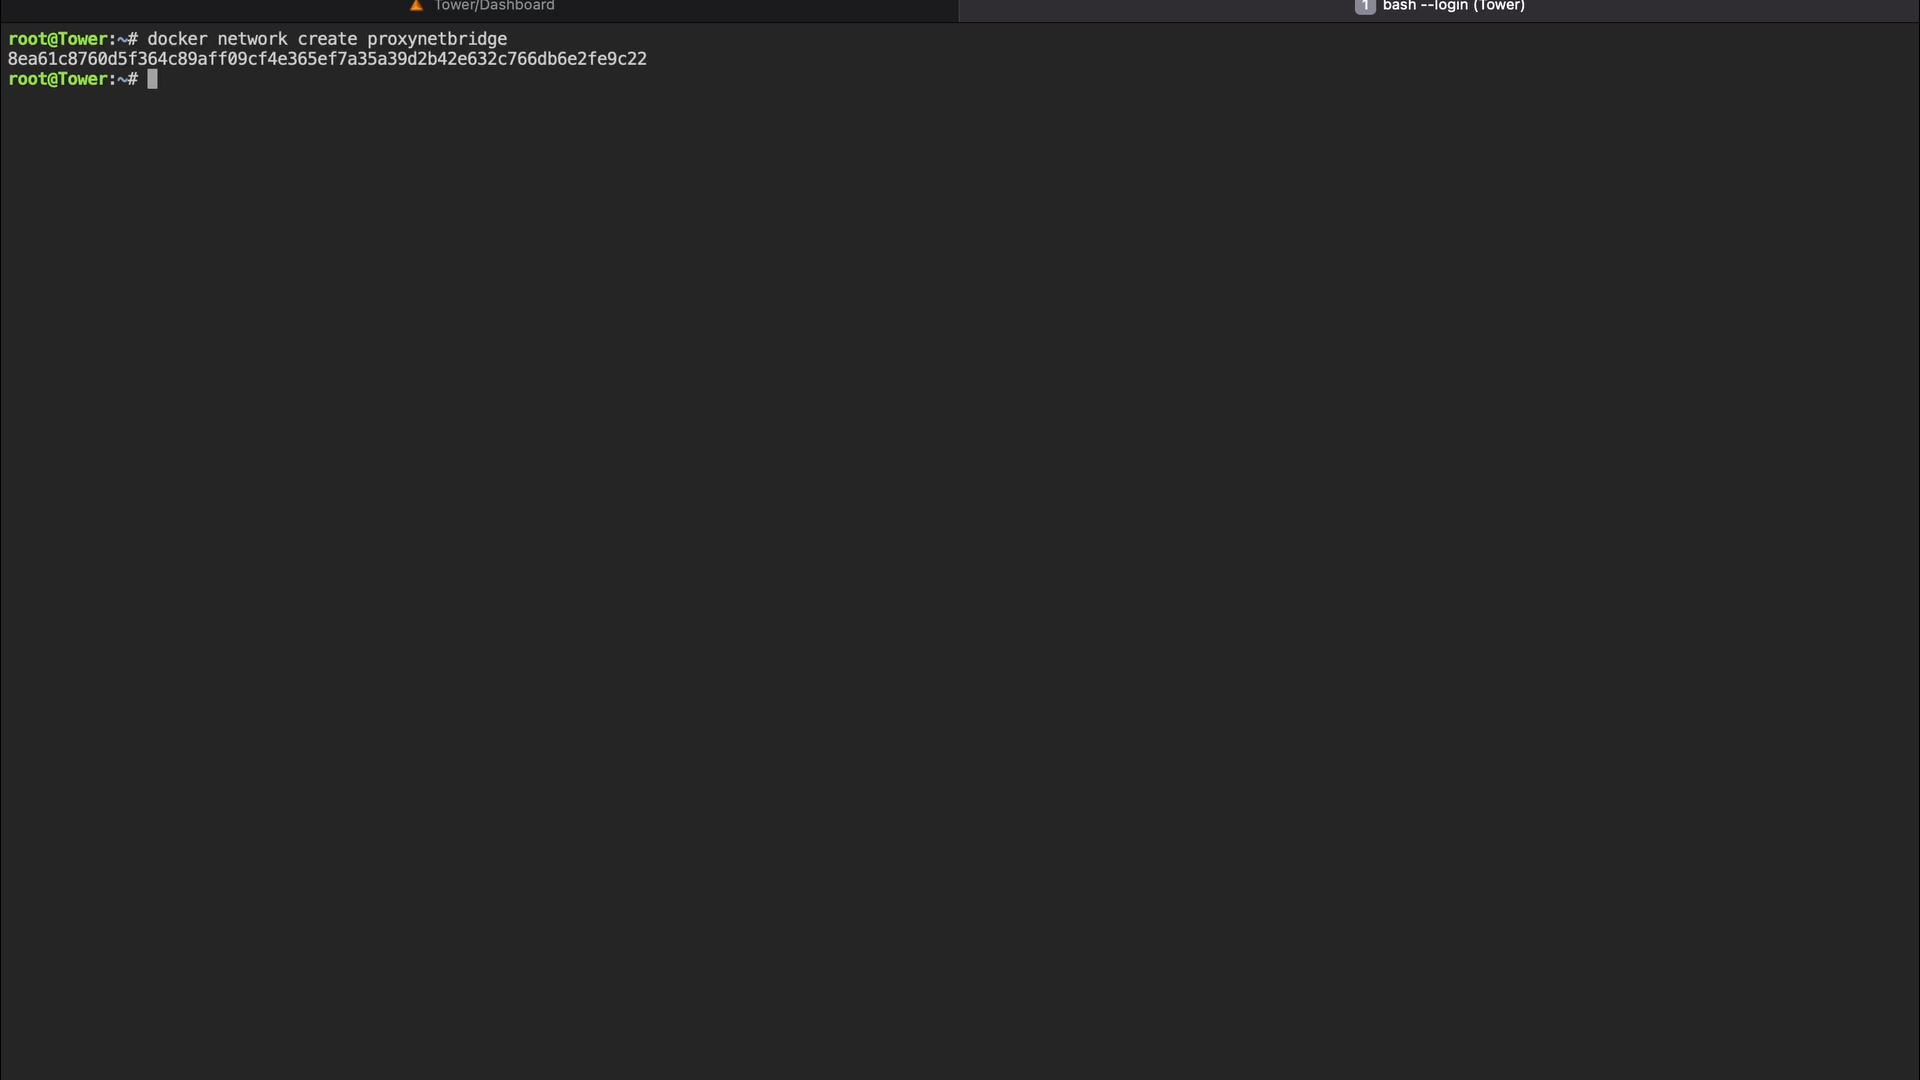 Tower/Dashboard
1 bash --login (Tower)
root@Tower:~# docker network create proxynetbridge
8ea61c8760d5f364c89aff09cf4e365ef7a35a39d2b42e632c766db6e2fe9c22
root@Tower:~#